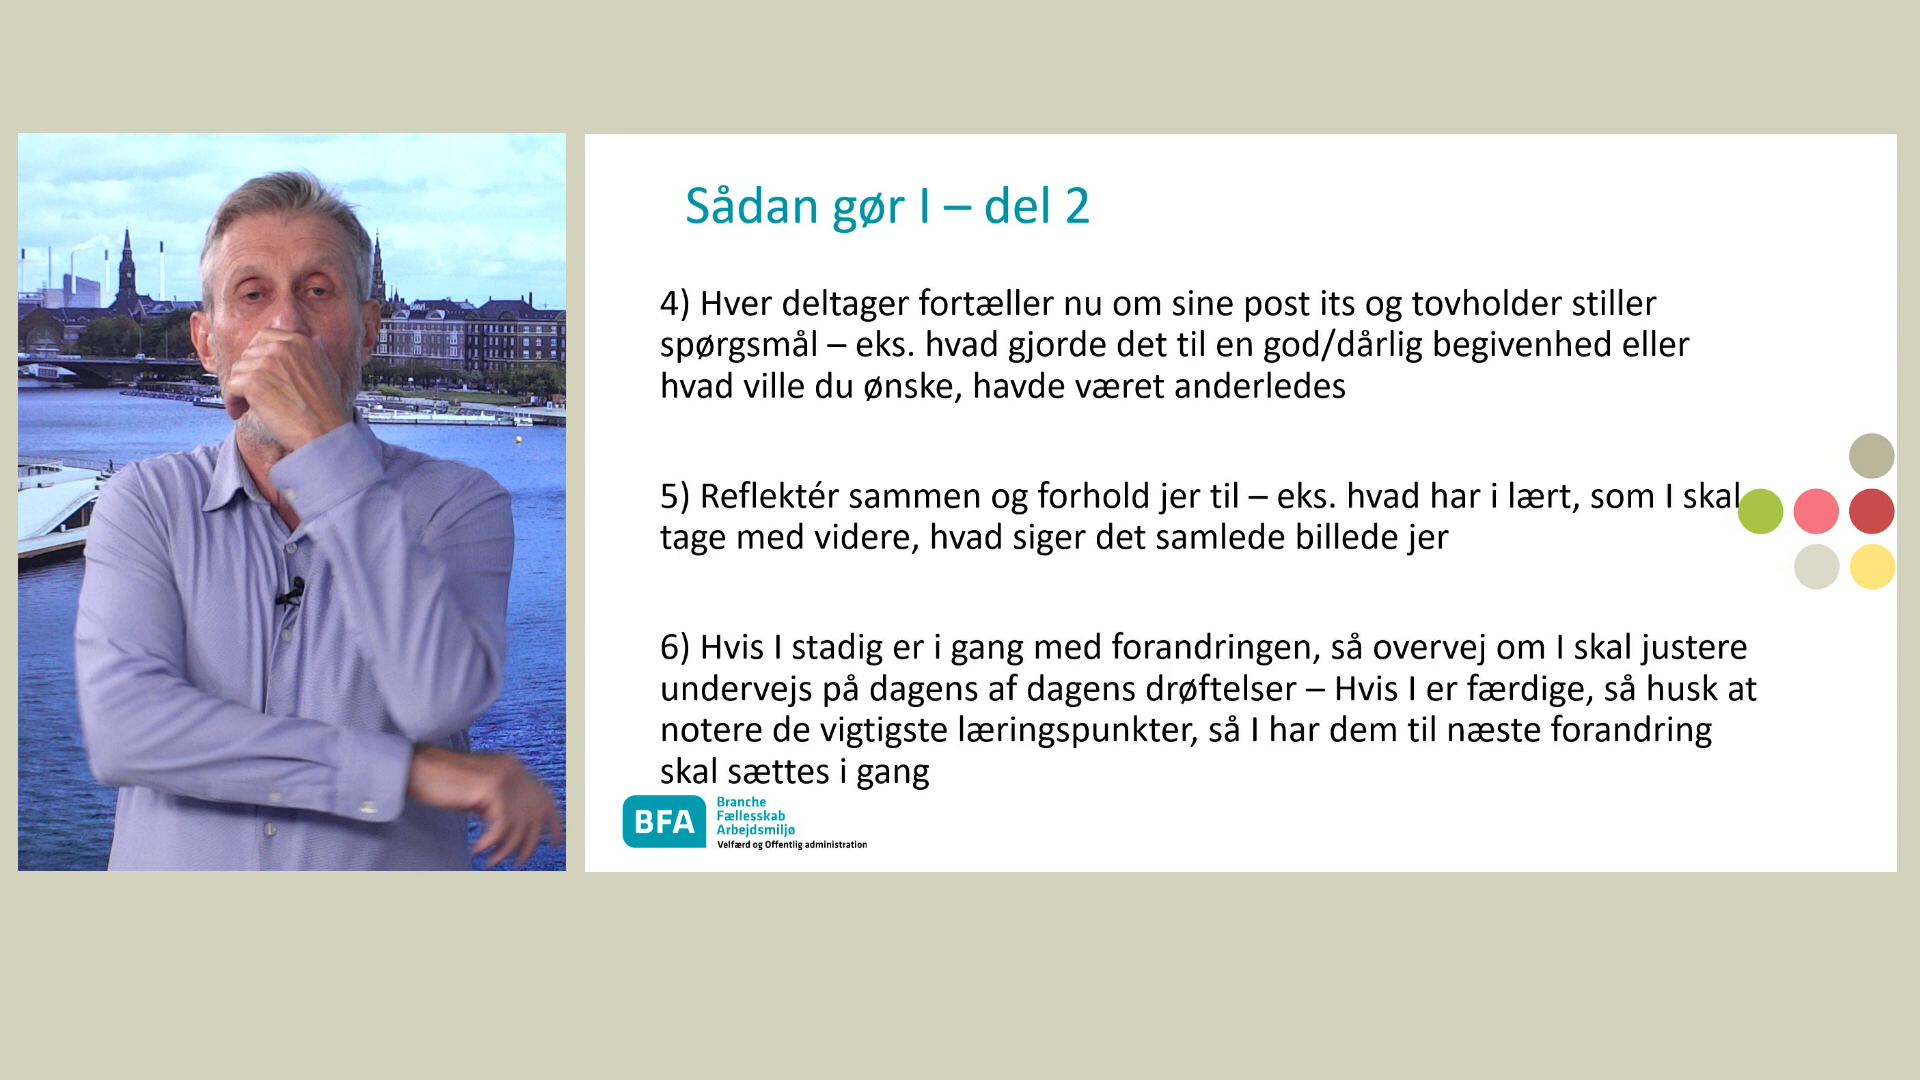 Sådan gør I – del 2
4) Hver deltager fortæller nu om sine post its og tovholder stiller
spørgsmål – eks. hvad gjorde det til en god/dårlig begivenhed eller
hvad ville du ønske, havde været anderledes
5) Reflektér sammen og forhold jer til – eks. hvad har i lært, som I skal
tage med videre, hvad siger det samlede billede jer
6) Hvis I stadig er i gang med forandringen, så overvej om I skal justere
undervejs på dagens af dagens drøftelser – Hvis I er færdige, så husk at
notere de vigtigste læringspunkter, så I har dem til næste forandring
skal sættes i gang
BFA
Branche
Fællesskab
Arbejdsmiljø
Velfærd og Offentlig administration